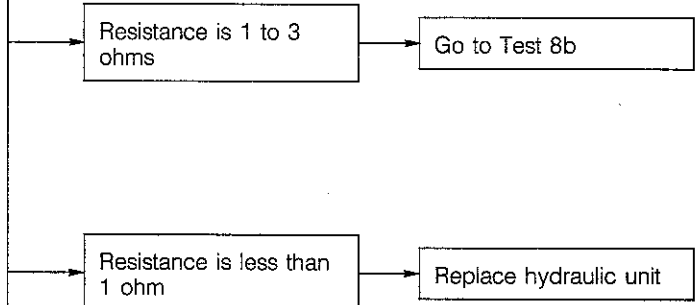 Resistance is 1 to 3
ohms
Go to Test 8b
Resistance is less than
1 ohm
Replace hydraulic unit